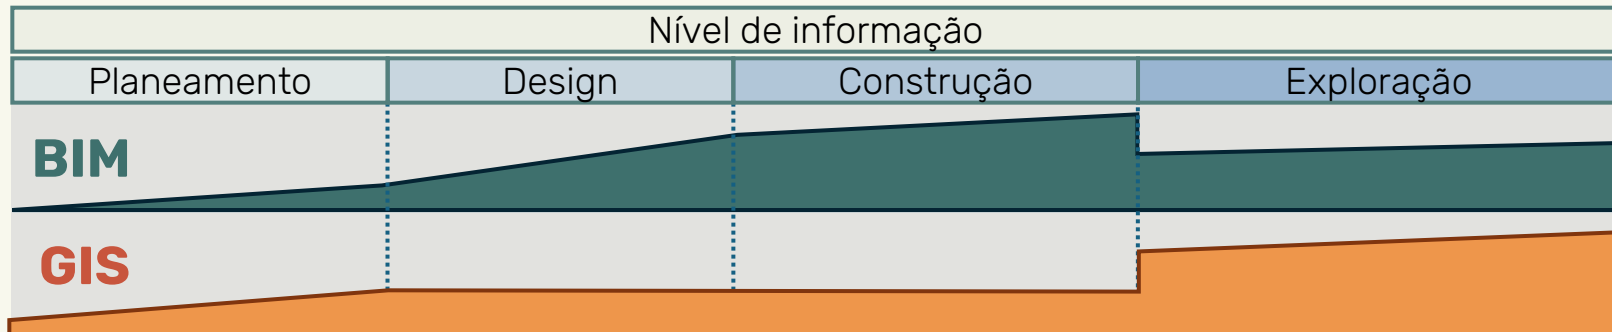 Nível de informação
Planeamento Design Construção Exploração
BIM
GIS